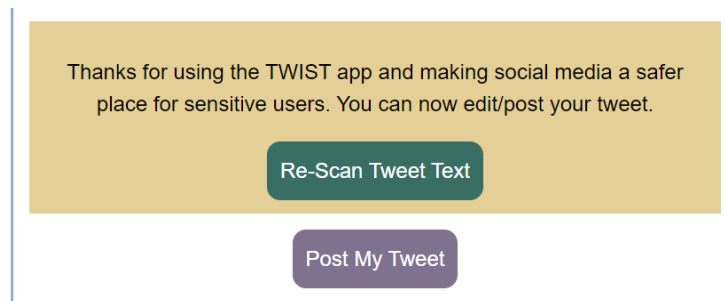 Thanks for using the TWIST app and making social media a safer
place for sensitive users. You can now edit/post your tweet.
Re-Scan Tweet Text
Post My Tweet